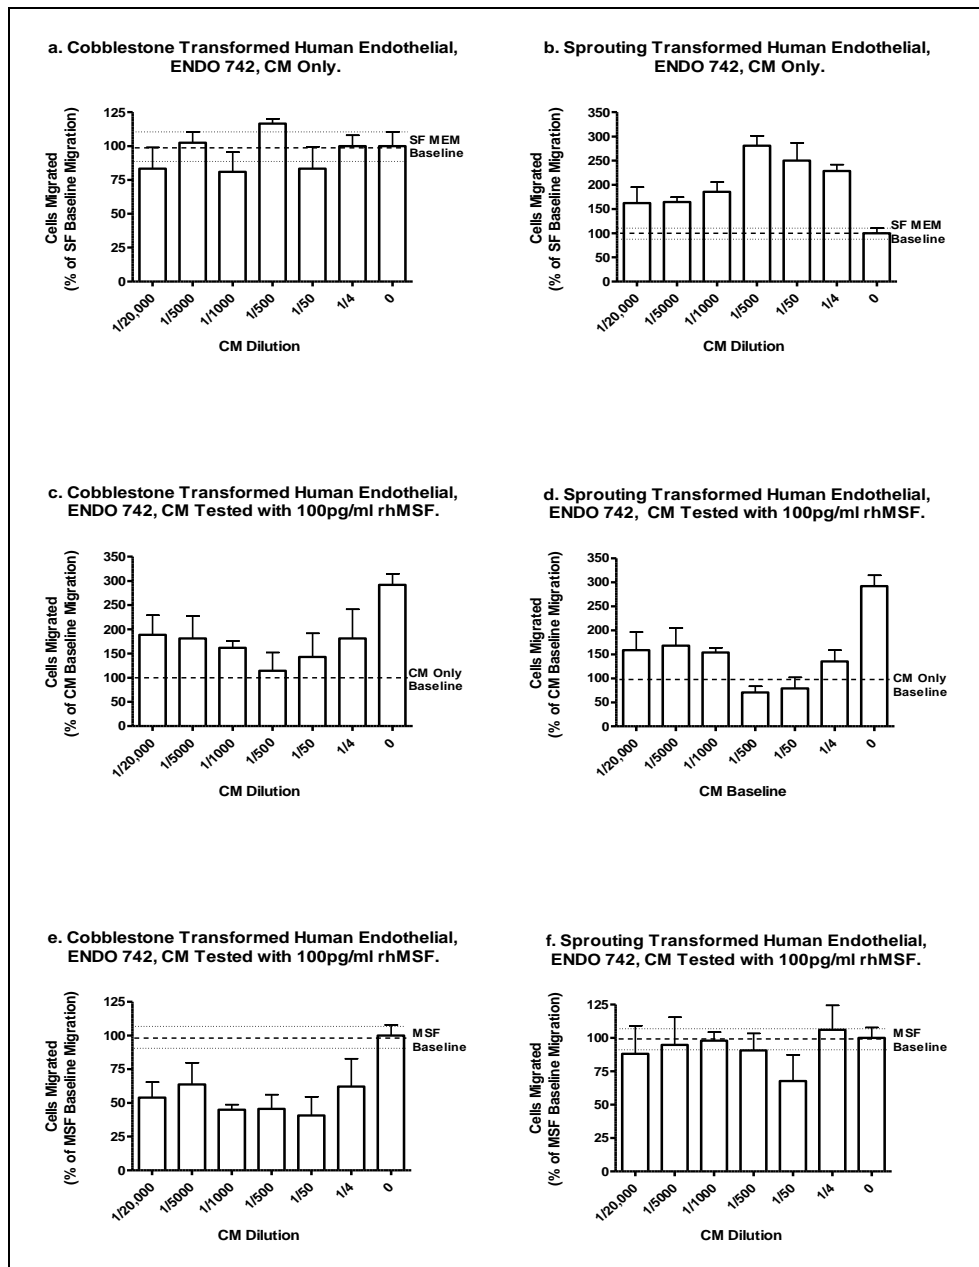 a. Cobblestone Transformed Human Endothelial,
ENDO 742, CM Only.
Cells Migrated
(% of SF Baseline Migration)
125
100
75
50
25
0
SF MEM
Baseline
1/20,000
1/5000
1/1000
1/500
1/50
1/4
0
CM Dilution
b. Sprouting Transformed Human Endothelial,
ENDO 742, CM Only.
Cells Migrated
(% of SF Baseline Migration)
350
300
250
200
150
100
50
0
SF MEM
Baseline
1/20,000
1/5000
1/1000
1/500
1/50
1/4
0
CM Dilution
c. Cobblestone Transformed Human Endothelial,
ENDO 742, CM Tested with 100pg/ml rhMSF.
Cells Migrated
(% of CM Baseline Migration)
350
300
250
200
150
100
50
0
CM Only
Baseline
1/20,000
1/5000
1/1000
1/500
1/50
1/4
0
CM Dilution
d. Sprouting Transformed Human Endothelial,
ENDO 742, CM Tested with 100pg/ml rhMSF.
Cells Migrated
(% of CM Baseline Migration)
350
300
250
200
150
100
50
0
CM Only
Baseline
1/20,000
1/5000
1/1000
1/500
1/50
1/4
0
CM Baseline
e. Cobblestone Transformed Human Endothelial,
ENDO 742, CM Tested with 100pg/ml rhMSF.
Cells Migrated
(% of MSF Baseline Migration)
125
100
75
50
25
0
MSF
Baseline
1/20,000
1/5000
1/1000
1/500
1/50
1/4
0
CM Dilution
f. Sprouting Transformed Human Endothelial,
ENDO 742, CM Tested with 100pg/ml rhMSF.
Cells Migrated
(% of MSF Baseline Migration)
125
100
75
50
25
0
MSF
Baseline
1/20,000
1/5000
1/1000
1/500
1/50
1/4
0
CM Dilution